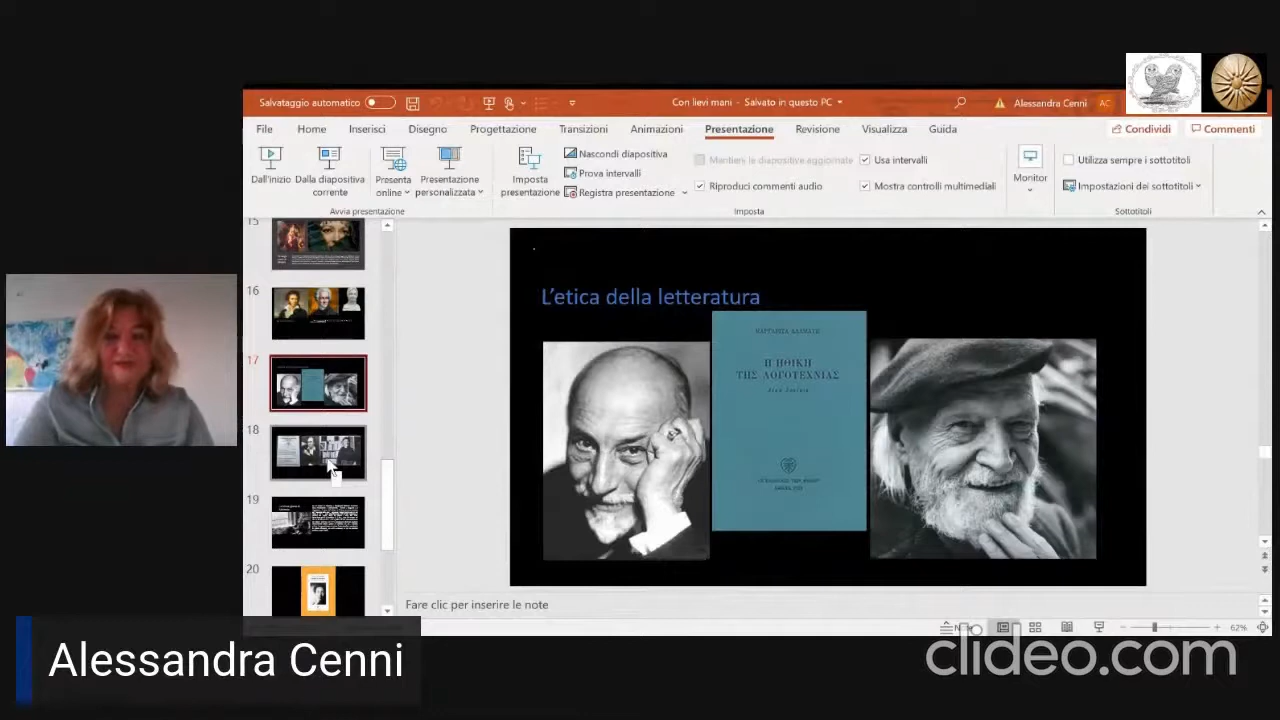 Salvataggio automatico
Con lievi mani - Salvato in questo PC
Alessandra Cenni
AC
File
Home
Inserisci
Disegno
Progettazione
Transizioni
Animazioni
Presentazione
Revisione
Visualizza
Guida
Condividi
Commenti
Dall'inizio
Dalla diapositiva
corrente
Presenta
online
Presentazione
personalizzata
Avvia presentazione
Imposta
presentazione
Nascondi diapositiva
Prova intervalli
Registra presentazione
Mantieni le diapositive aggiornate
Riproduci commenti audio
Usa intervalli
Mostra controlli multimediali
Imposta
Monitor
Utilizza sempre i sottotitoli
Impostazioni dei sottotitoli
Sottotitoli
15
16
17
18
19
20
L'etica della letteratura
ΜΑΡΓΑΡΙΤΑ ΔΑΛΜΑΤΗ
Η ΗΘΙΚΗ
ΤΗΣ ΛΟΓΟΤΕΧΝΙΑΣ
Fare clic per inserire le note
62%
Alessandra Cenni
clideo.com